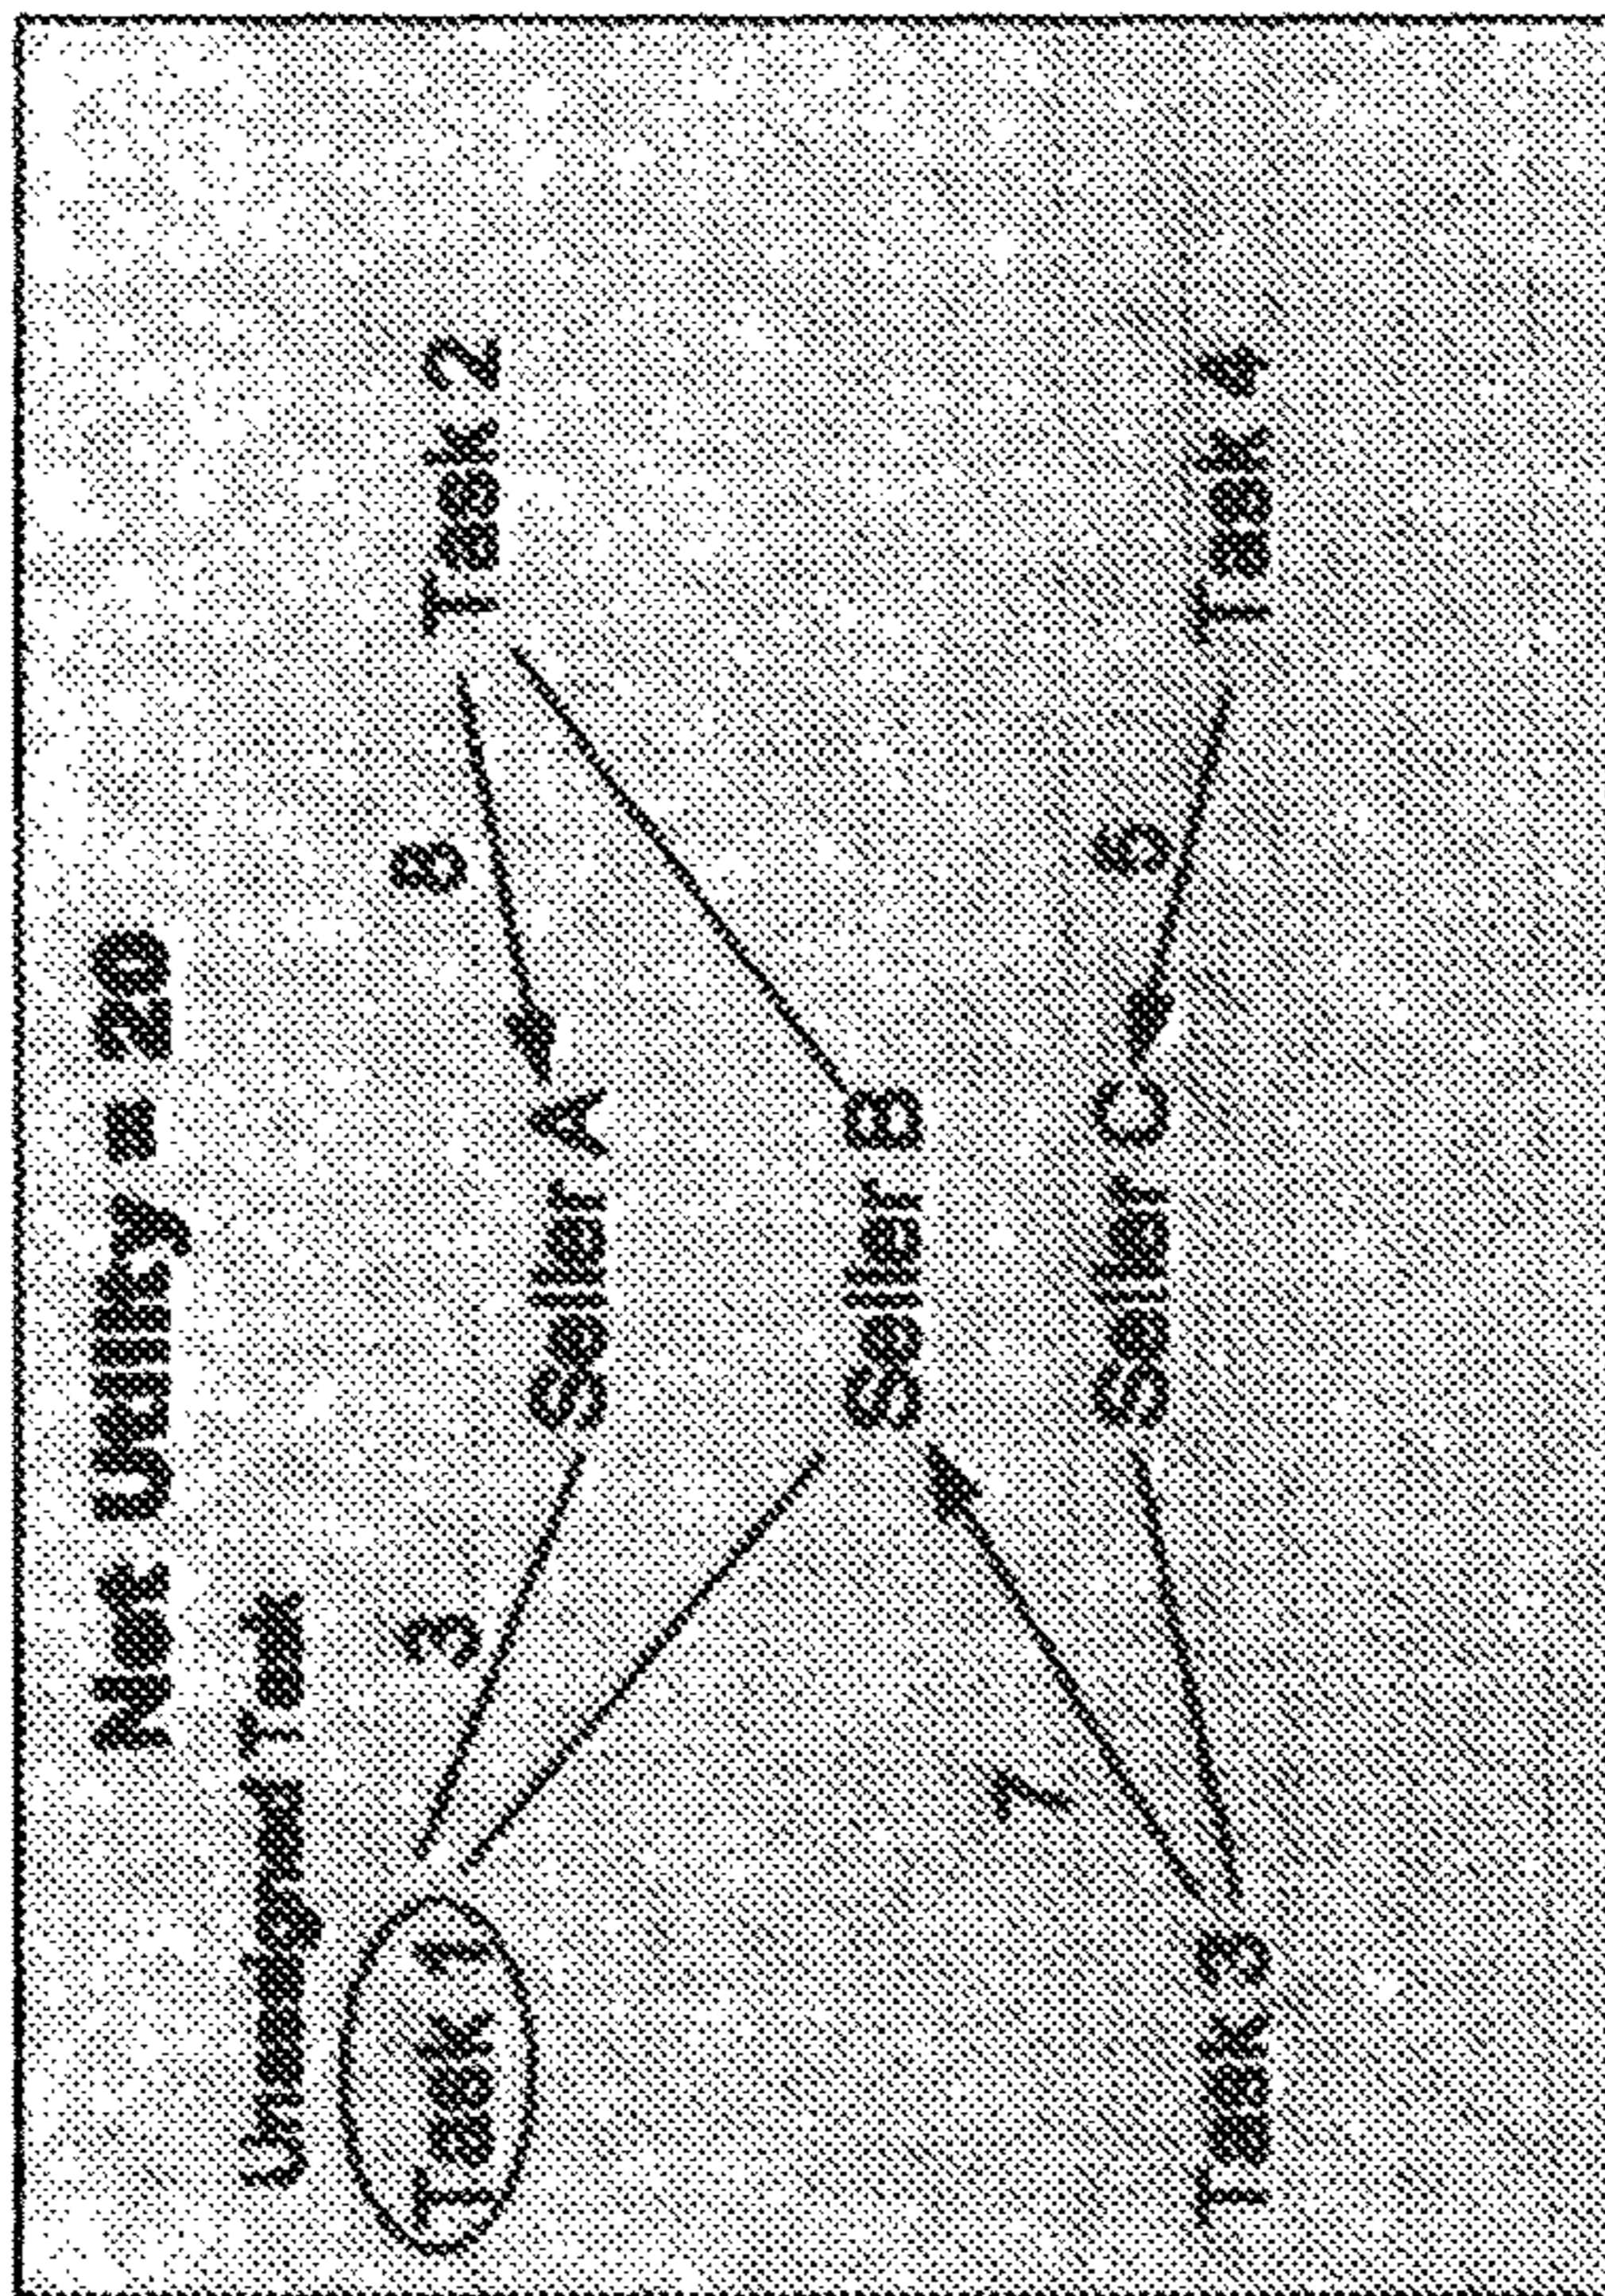 Net Utility = 20
Unassigned Task
Task 1
3
8
Task 2
Seller A
Seller B
7
5
Seller C
Task 3
Task 4